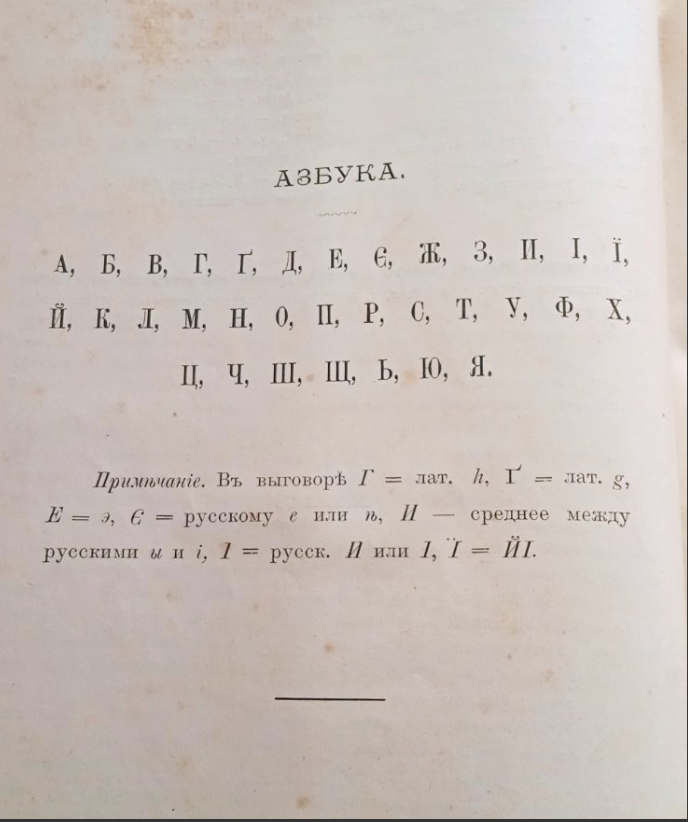 АЗБУКА.
А, Б, В, Г, Ґ, Д, Е, Є, Ж, З, И, І, Ї,
Й, К, Л, М, Н, О, П, Р, С, Т, У, Ф, Х,
Ц, Ч, Ш, Щ, Ь, Ю, Я.
Примѣчаніе. Въ выговорѣ Г = лат. h, Ґ = лат. g,
Е = э, Є = русскому е или ѣ, И — среднее между
русскими ы и і, І = русск. И или І, Ї = ЙІ.